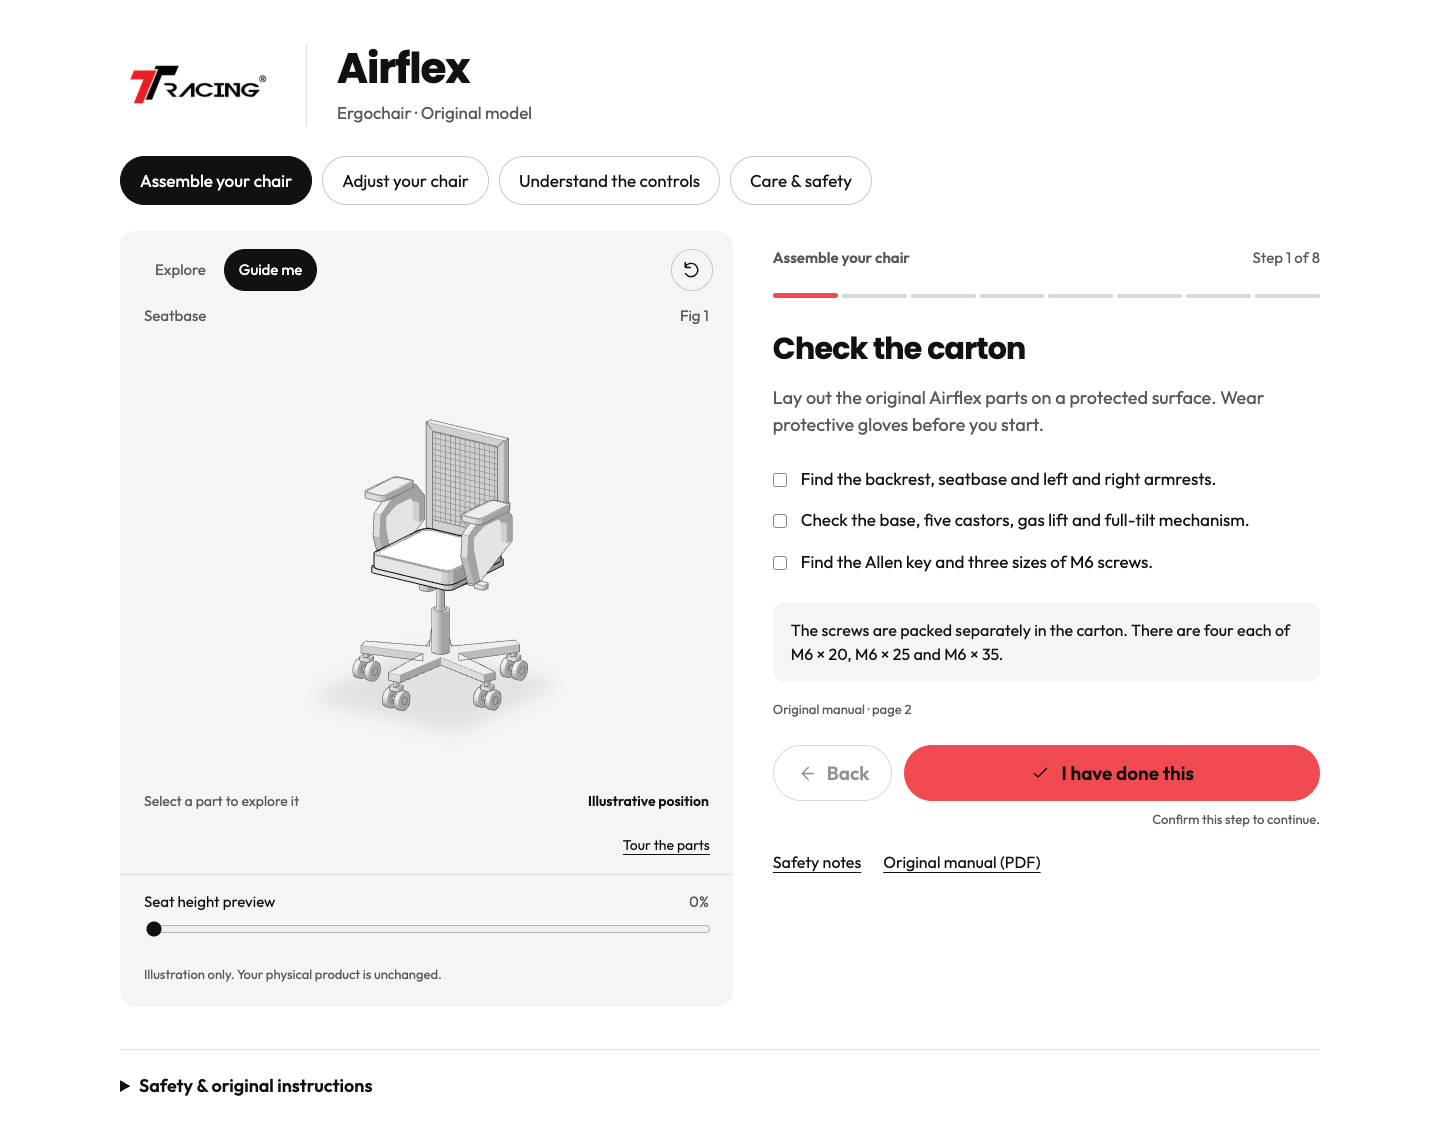 TTRACING®
Airflex
Ergochair · Original model
Assemble your chair
Adjust your chair
Understand the controls
Care & safety
Explore
Guide me
Seatbase
Fig 1
Select a part to explore it
Illustrative position
Tour the parts
Seat height preview
0%
Illustration only. Your physical product is unchanged.
Assemble your chair
Step 1 of 8
Check the carton
Lay out the original Airflex parts on a protected surface. Wear
protective gloves before you start.
Find the backrest, seatbase and left and right armrests.
Check the base, five castors, gas lift and full-tilt mechanism.
Find the Allen key and three sizes of M6 screws.
The screws are packed separately in the carton. There are four each of
M6 × 20, M6 × 25 and M6 × 35.
Original manual · page 2
Back
I have done this
Confirm this step to continue.
Safety notes
Original manual (PDF)
Safety & original instructions